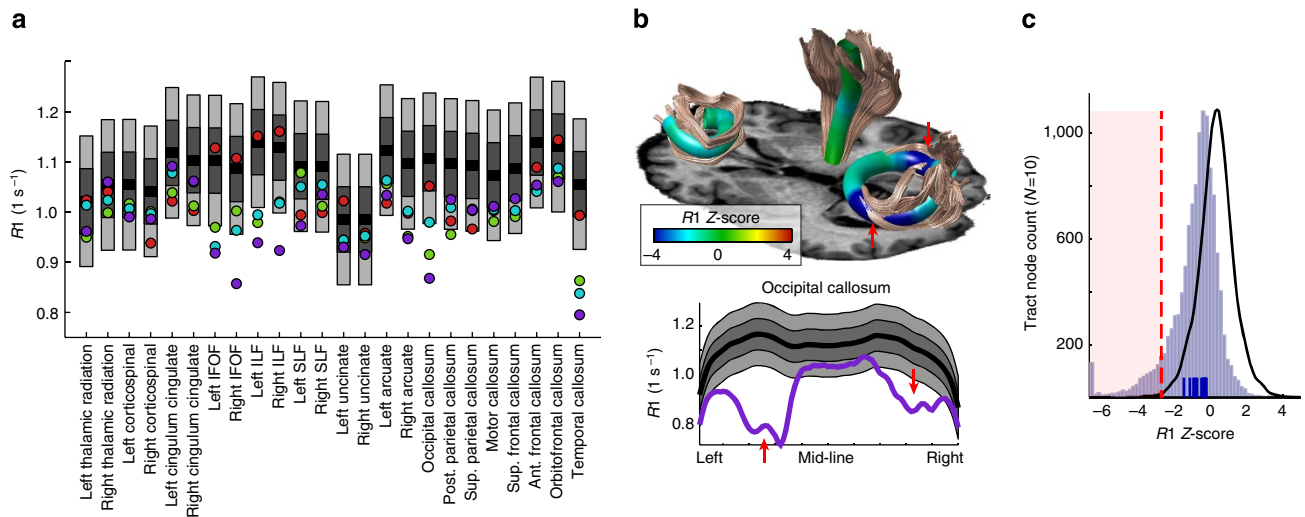 a
R1 (1 s⁻¹)
1.2
1.1
1.0
0.9
0.8
Left thalamic radiation
Right thalamic radiation
Left corticospinal
Right corticospinal
Left cingulum cingulate
Right cingulum cingulate
Left IFOF
Right IFOF
Left ILF
Right ILF
Left SLF
Right SLF
Left uncinate
Right uncinate
Left arcuate
Right arcuate
Occipital callosum
Post. parietal callosum
Sup. parietal callosum
Motor callosum
Sup. frontal callosum
Ant. frontal callosum
Orbitofrontal callosum
Temporal callosum
b
R1 Z-score
−4 0 4
Occipital callosum
R1 (1 s⁻¹)
1.2
1.0
0.8
Left Mid-line Right
c
Tract node count (N=10)
1,000
600
200
−6 −4 −2 0 2 4
R1 Z-score